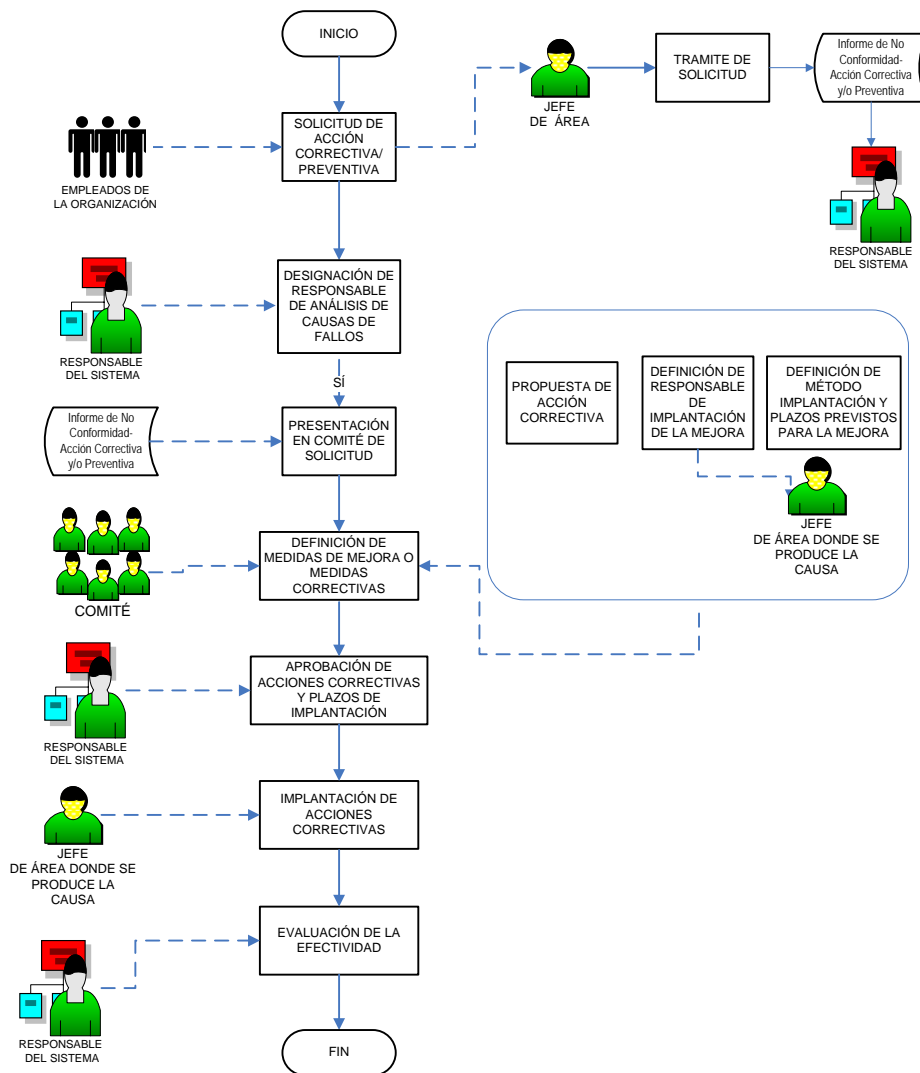 INICIO
SOLICITUD DE
ACCIÓN
CORRECTIVA/
PREVENTIVA
EMPLEADOS DE
LA ORGANIZACIÓN
JEFE
DE ÁREA
TRAMITE DE
SOLICITUD
Informe de No
Conformidad-
Acción Correctiva
y/o Preventiva
RESPONSABLE
DEL SISTEMA
DESIGNACIÓN DE
RESPONSABLE
DE ANÁLISIS DE
CAUSAS DE
FALLOS
RESPONSABLE
DEL SISTEMA
SÍ
PRESENTACIÓN
EN COMITÉ DE
SOLICITUD
Informe de No
Conformidad-
Acción Correctiva
y/o Preventiva
PROPUESTA DE
ACCIÓN
CORRECTIVA
DEFINICIÓN DE
RESPONSABLE
DE
IMPLANTACIÓN
DE LA MEJORA
DEFINICIÓN DE
MÉTODO
IMPLANTACIÓN Y
PLAZOS PREVISTOS
PARA LA MEJORA
JEFE
DE ÁREA DONDE SE
PRODUCE LA
CAUSA
DEFINICIÓN DE
MEDIDAS DE MEJORA O
MEDIDAS
CORRECTIVAS
COMITÉ
APROBACIÓN DE
ACCIONES CORRECTIVAS
Y PLAZOS DE
IMPLANTACIÓN
RESPONSABLE
DEL SISTEMA
IMPLANTACIÓN DE
ACCIONES
CORRECTIVAS
JEFE
DE ÁREA DONDE SE
PRODUCE LA
CAUSA
EVALUACIÓN DE LA
EFECTIVIDAD
RESPONSABLE
DEL SISTEMA
FIN